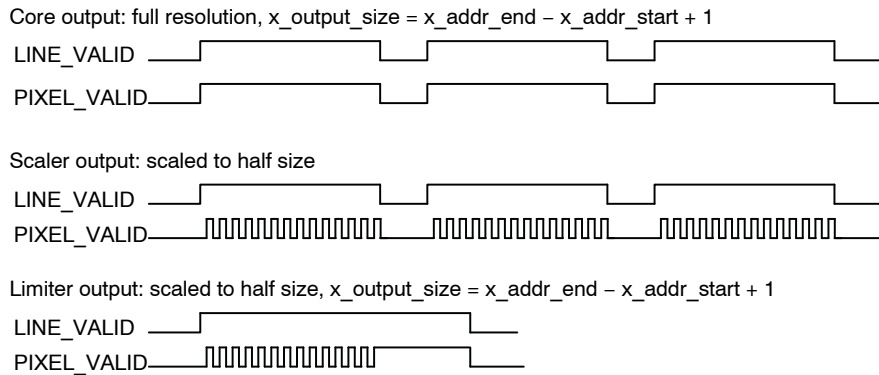 Core output: full resolution, x_output_size = x_addr_end − x_addr_start + 1
LINE_VALID
PIXEL_VALID
Scaler output: scaled to half size
LINE_VALID
PIXEL_VALID
Limiter output: scaled to half size, x_output_size = x_addr_end − x_addr_start + 1
LINE_VALID
PIXEL_VALID